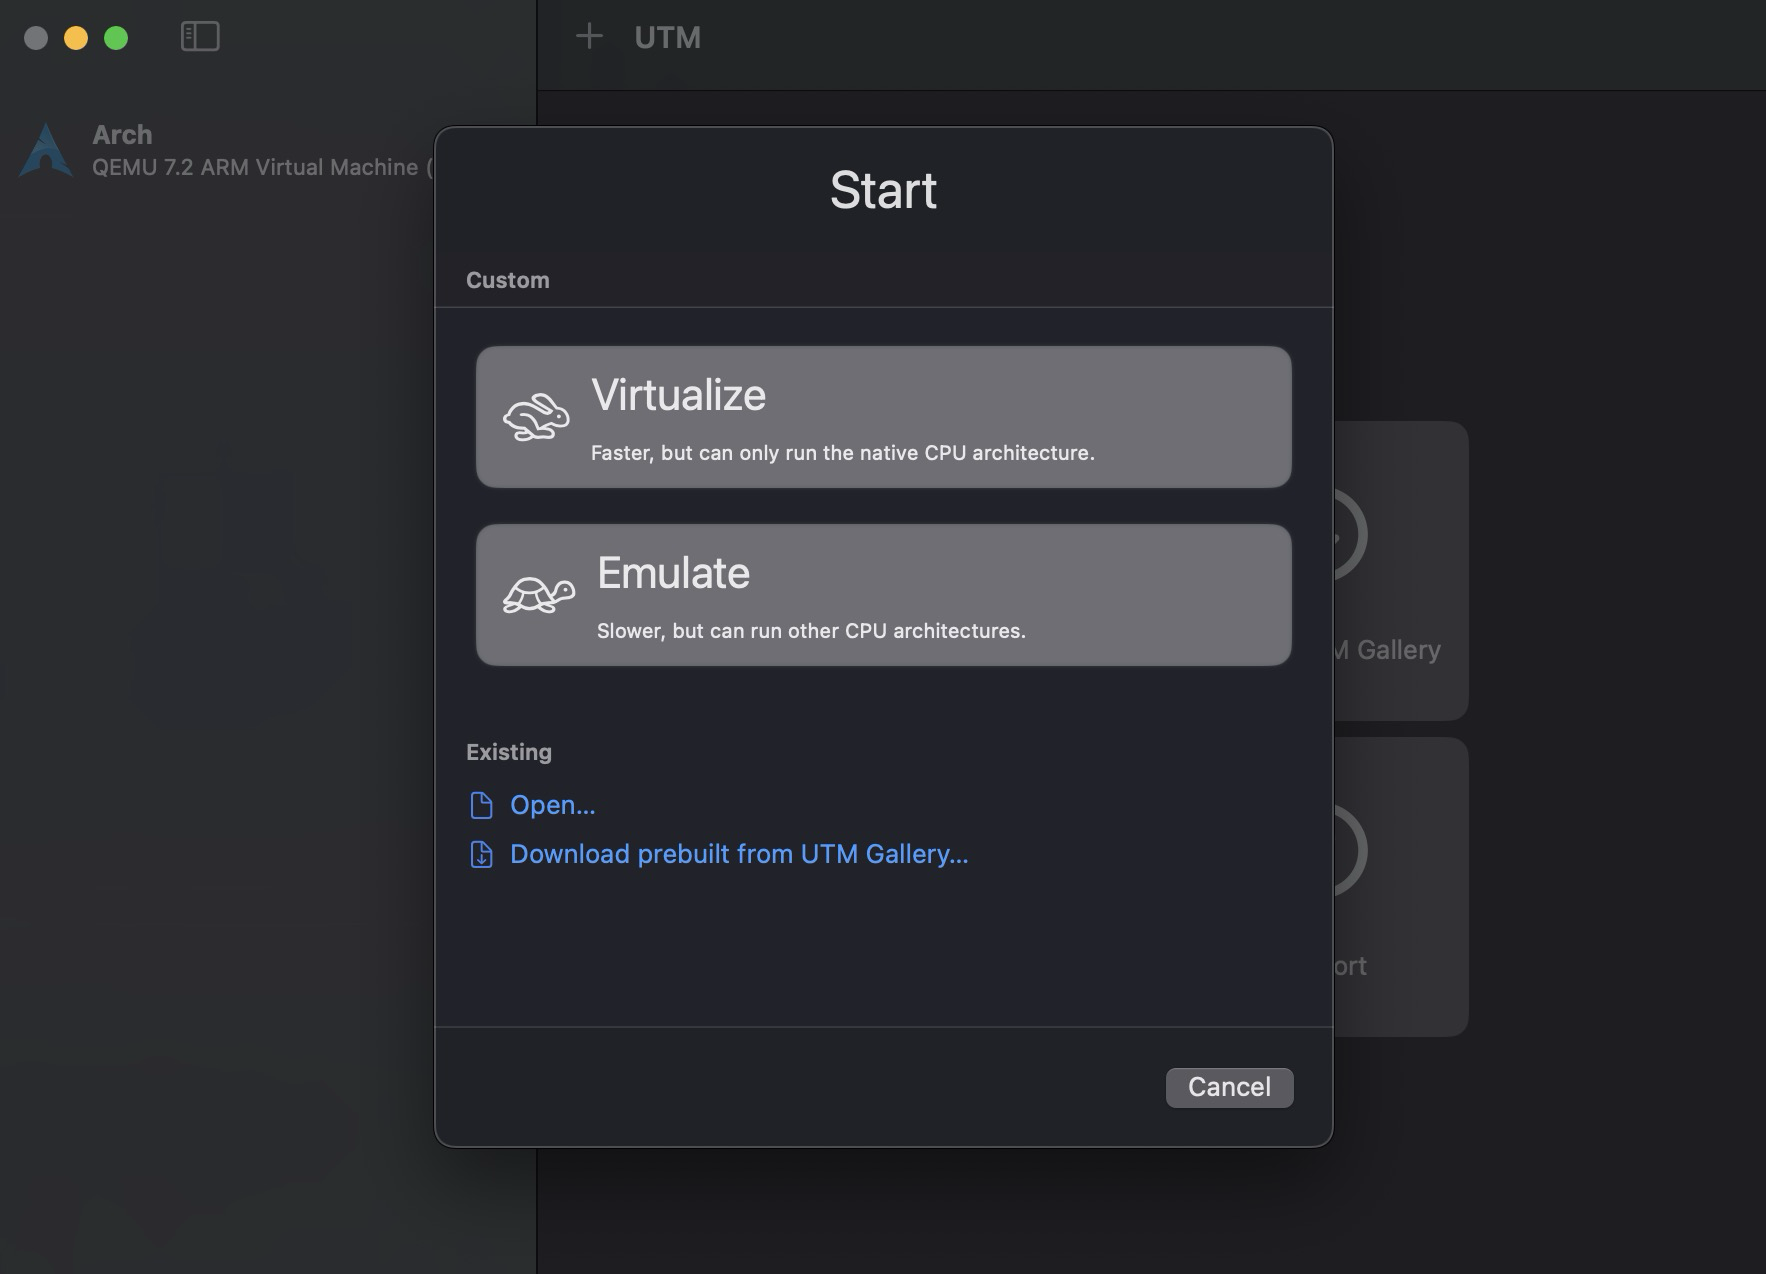 UTM
Arch
QEMU 7.2 ARM Virtual Machine (
Start
Custom
Virtualize
Faster, but can only run the native CPU architecture.
Emulate
Slower, but can run other CPU architectures.
Existing
Open...
Download prebuilt from UTM Gallery...
Cancel
Gallery